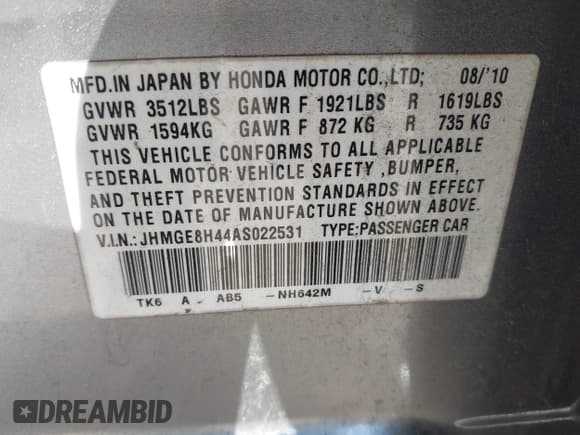 MFD.IN JAPAN BY HONDA MOTOR CO.,LTD; 08/'10
GVWR 3512LBS GAWR F 1921LBS R 1619LBS
GVWR 1594KG GAWR F 872 KG R 735 KG
THIS VEHICLE CONFORMS TO ALL APPLICABLE
FEDERAL MOTOR VEHICLE SAFETY ,BUMPER,
AND THEFT PREVENTION STANDARDS IN EFFECT
ON THE DATE OF MANUFACTURE SHOWN ABOVE.
V.I.N.: JHMGE8H44AS022531 TYPE:PASSENGER CAR
TK6 A - AB5 -NH642M -V -S
DREAMBID